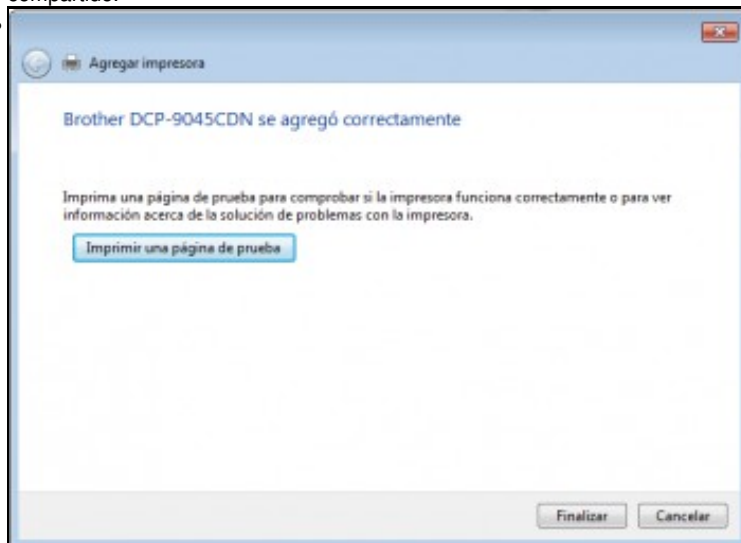 Agregar impresora
Brother DCP-9045CDN se agregó correctamente
Imprima una página de prueba para comprobar si la impresora funciona correctamente o para ver
información acerca de la solución de problemas con la impresora.
Imprimir una página de prueba
Finalizar Cancelar